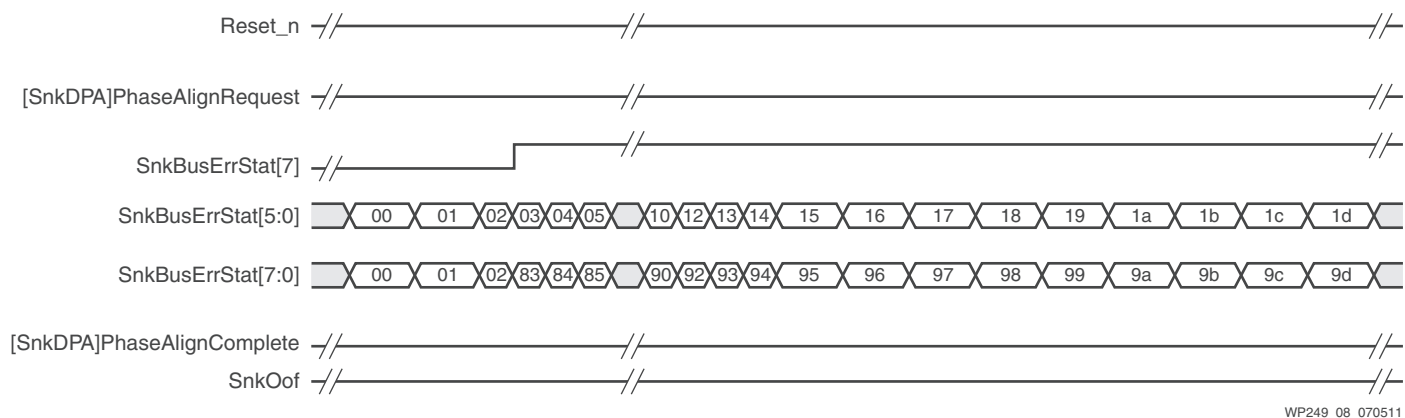 Reset_n
[SnkDPA]PhaseAlignRequest
SnkBusErrStat[7]
SnkBusErrStat[5:0] 00 01 02 03 04 05 10 12 13 14 15 16 17 18 19 1a 1b 1c 1d
SnkBusErrStat[7:0] 00 01 02 83 84 85 90 92 93 94 95 96 97 98 99 9a 9b 9c 9d
[SnkDPA]PhaseAlignComplete
SnkOof
WP249_08_070511